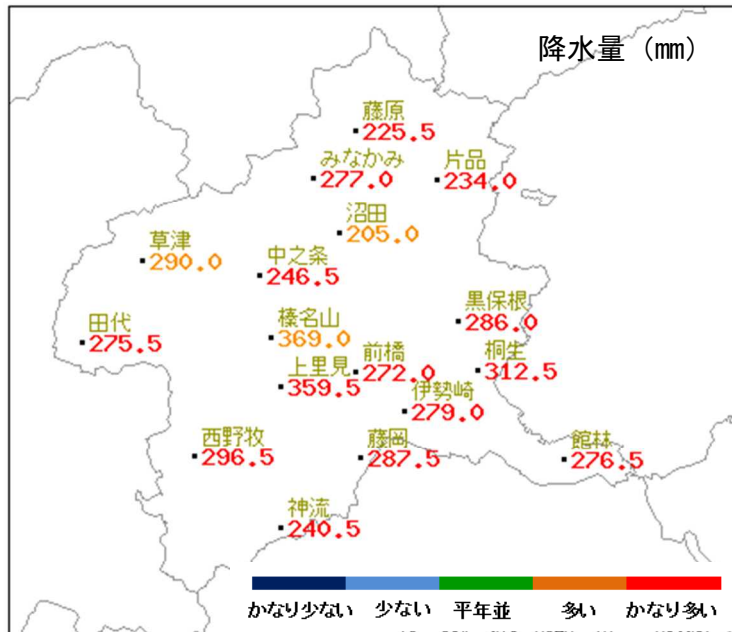 降水量 (mm)
藤原
225.5
みなかみ
277.0
片品
234.0
沼田
205.0
草津
290.0
中之条
246.5
黒保根
286.0
田代
275.5
榛名山
369.0
前橋
272.0
桐生
312.5
上里見
359.5
伊勢崎
279.0
西野牧
296.5
藤岡
287.5
館林
276.5
神流
240.5
かなり少ない 少ない 平年並 多い かなり多い